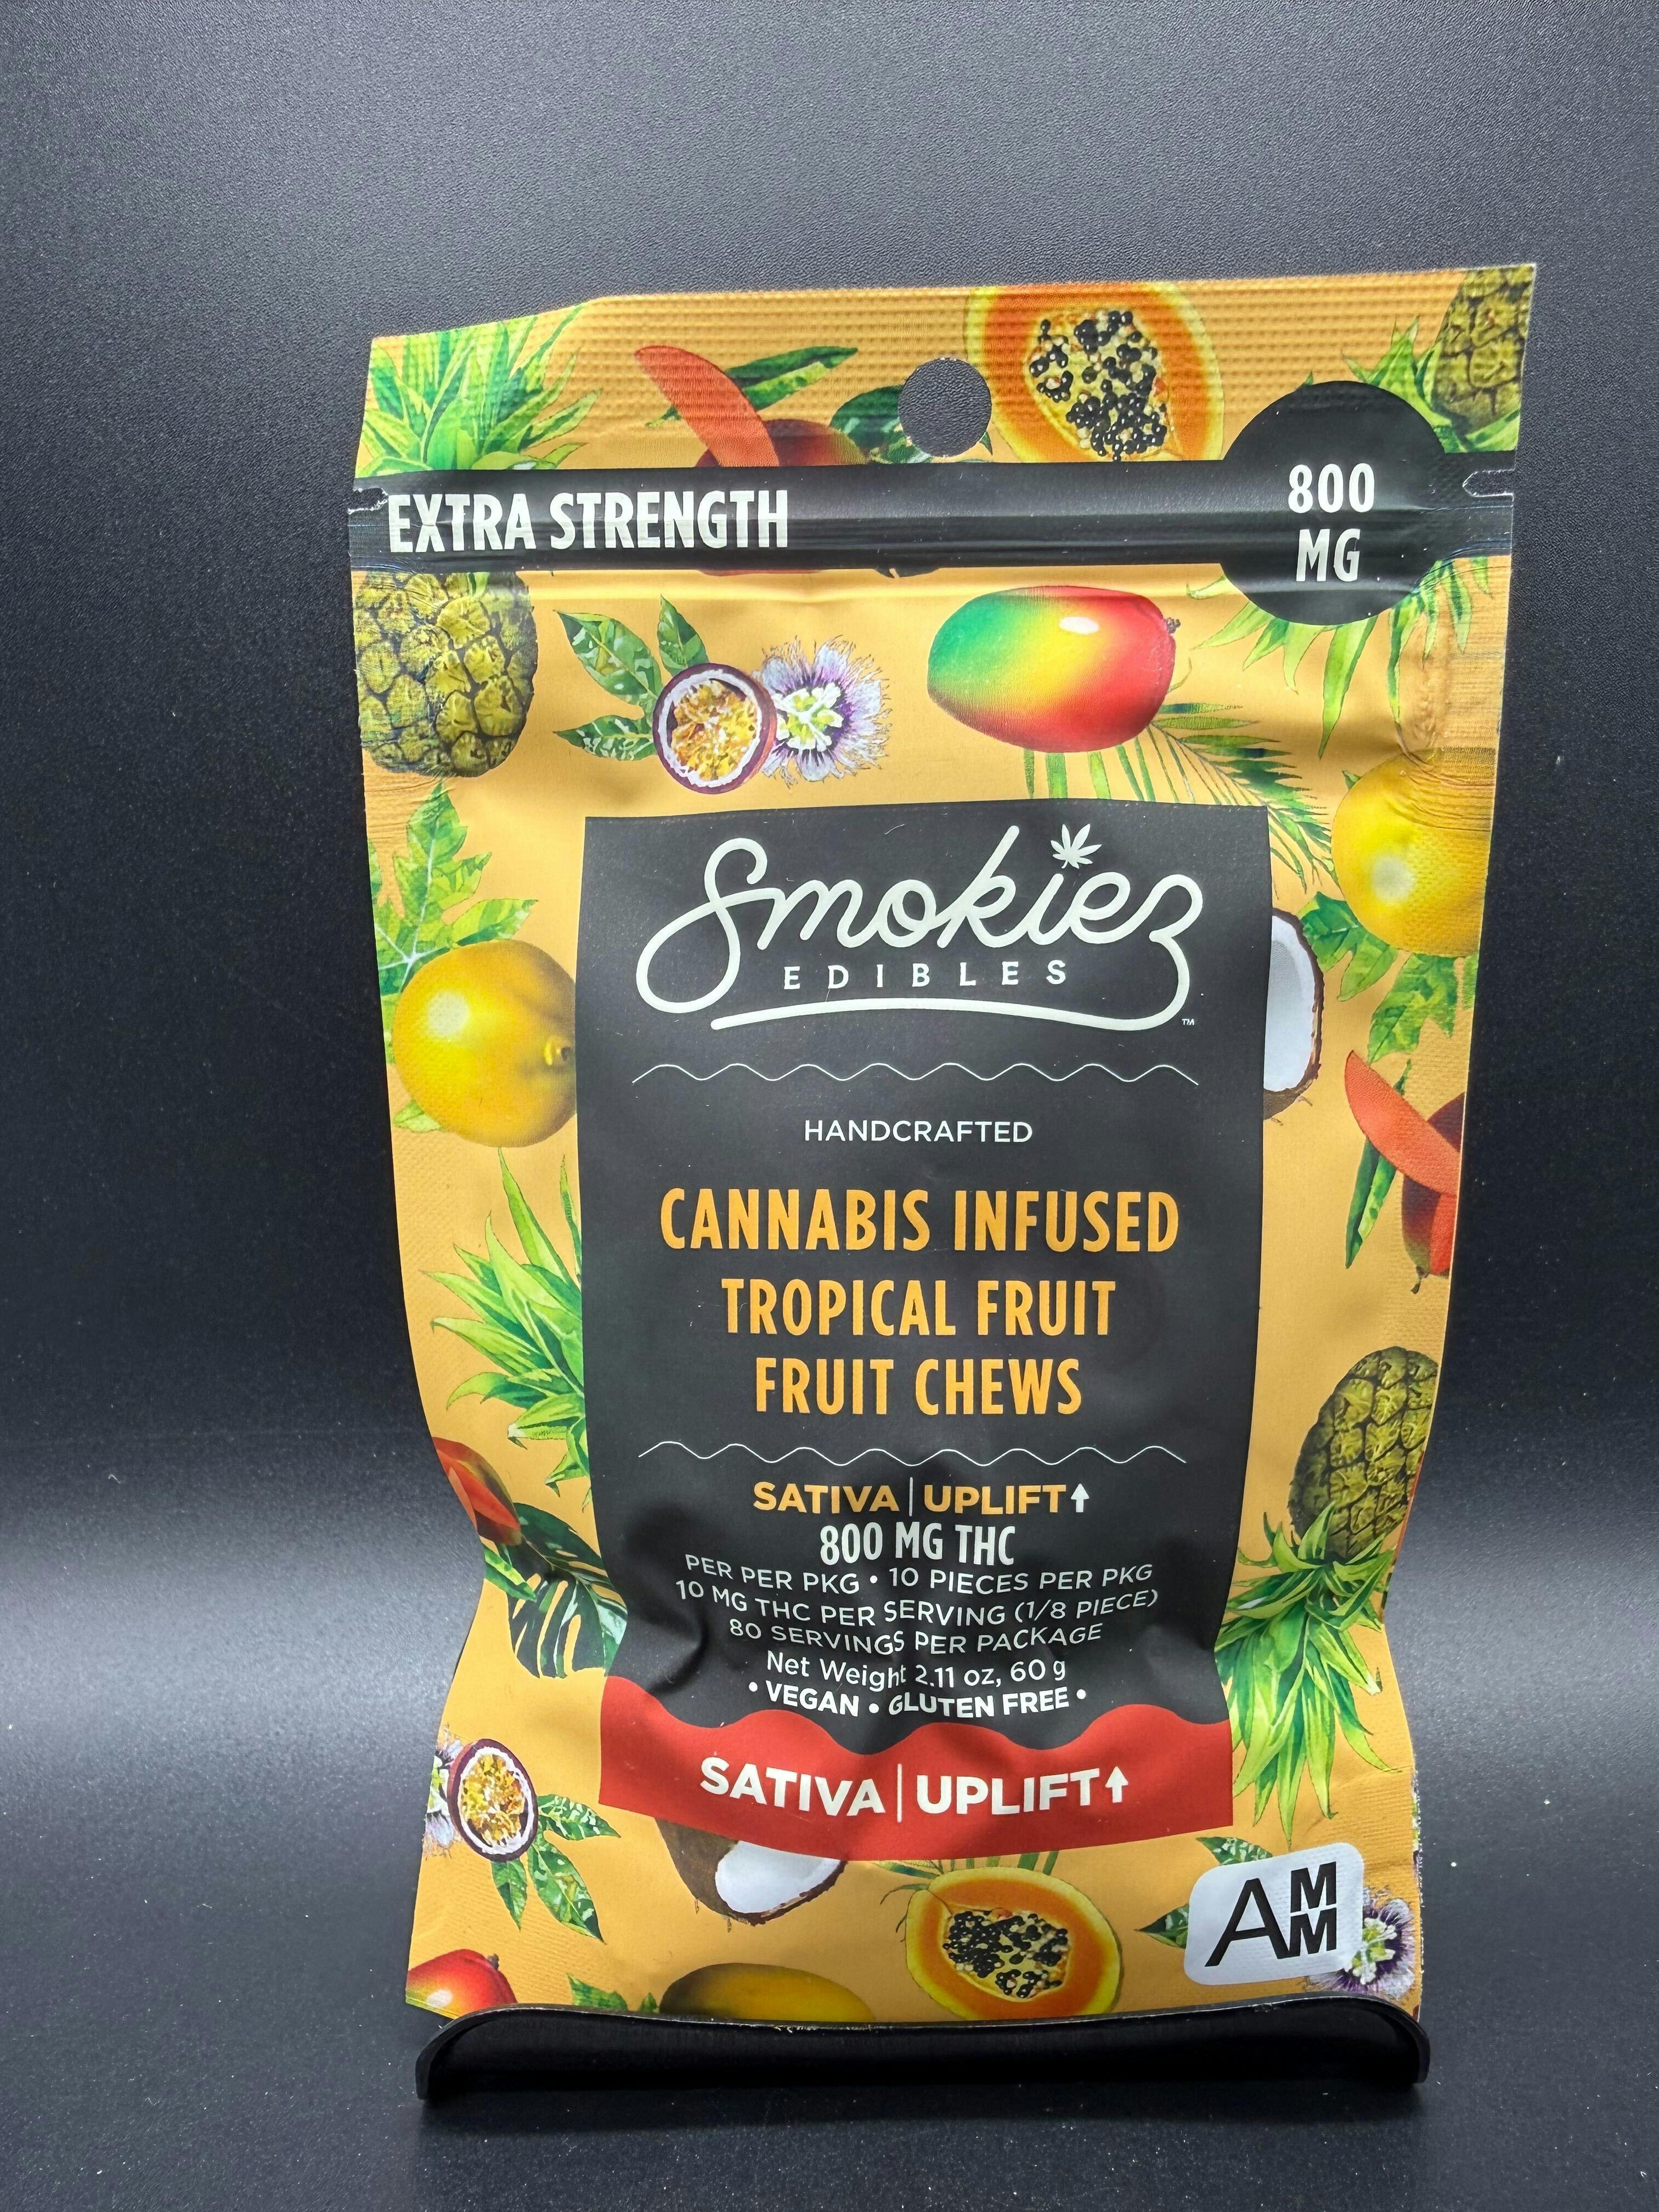 EXTRA STRENGTH
800
MG
Smokiez
EDIBLES
TM
HANDCRAFTED
CANNABIS INFUSED
TROPICAL FRUIT
FRUIT CHEWS
SATIVA | UPLIFT↑
800 MG THC
PER PER PKG • 10 PIECES PER PKG
10 MG THC PER SERVING (1/8 PIECE)
80 SERVINGS PER PACKAGE
Net Weight 2.11 oz, 60 g
• VEGAN • GLUTEN FREE •
SATIVA | UPLIFT↑
AMM